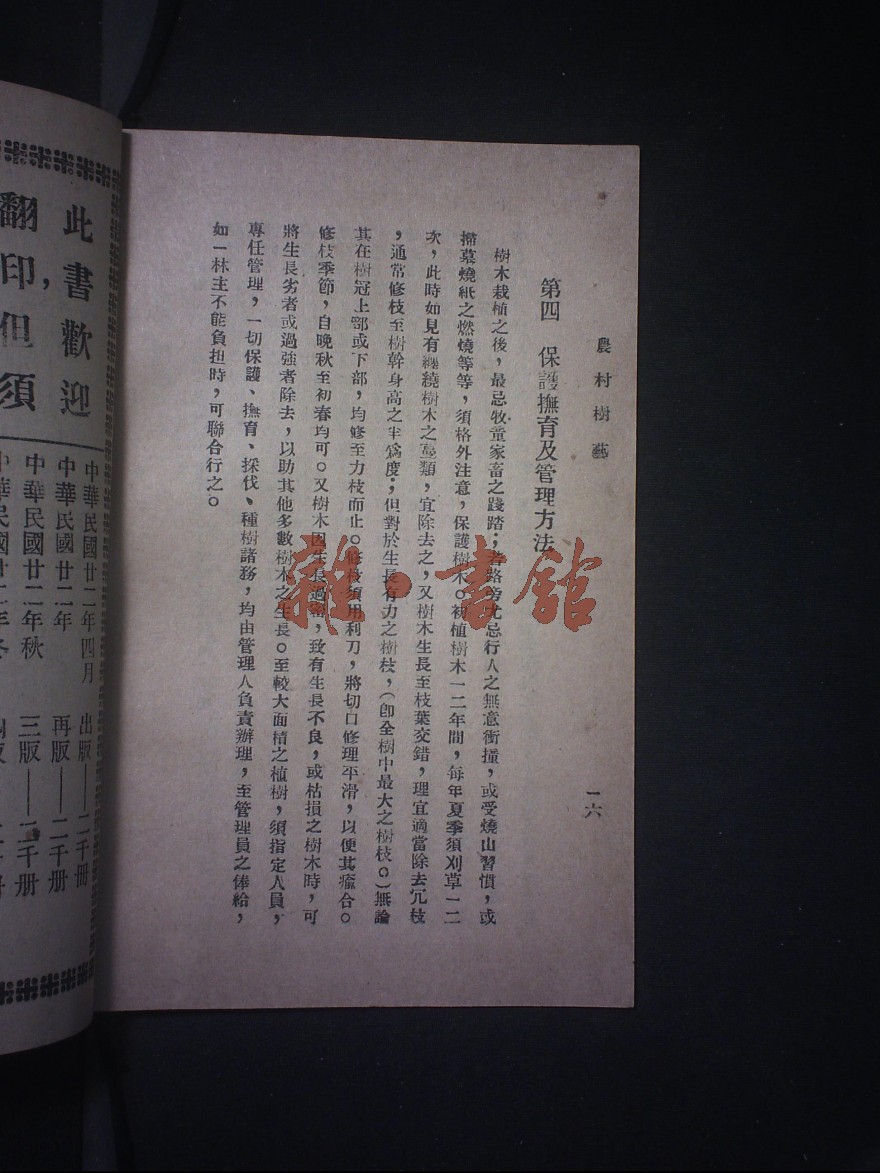 農村樹藝
一六
第四　保護撫育及管理方法
樹木栽植之後，最忌牧童家畜之踐踏；若路旁尤忌行人之無意衝撞，或受燒山習慣，或
掃墓燒紙之燃燒等等，須格外注意，保護樹木。初植樹木一二年間，每年夏季須刈草一二
次，此時如見有纏繞樹木之蔓類，宜除去之，又樹木生長至枝葉交錯，理宜適當除去冗枝
，通常修枝至樹幹身高之半爲度；但對於生長有力之樹枝，（卽全樹中最大之樹枝。）無論
其在樹冠上部或下部，均修至力枝而止。修枝須用利刀，將切口修理平滑，以便其癒合。
修枝季節，自晚秋至初春均可。又樹木因生長過密，致有生長不良，或枯損之樹木時，可
將生長劣者或過強者除去，以助其他多數樹木之生長。至較大面積之植樹，須指定人員，
專任管理，一切保護、撫育、採伐、種樹諸務，均由管理人負責辦理，至管理員之俸給，
如一林主不能負担時，可聯合行之。
雜·書館
此書歡迎
翻印，但須
中華民國廿二年四月　出版——二千冊
中華民國廿二年　再版——二千册
中華民國廿二年秋　三版——二千册